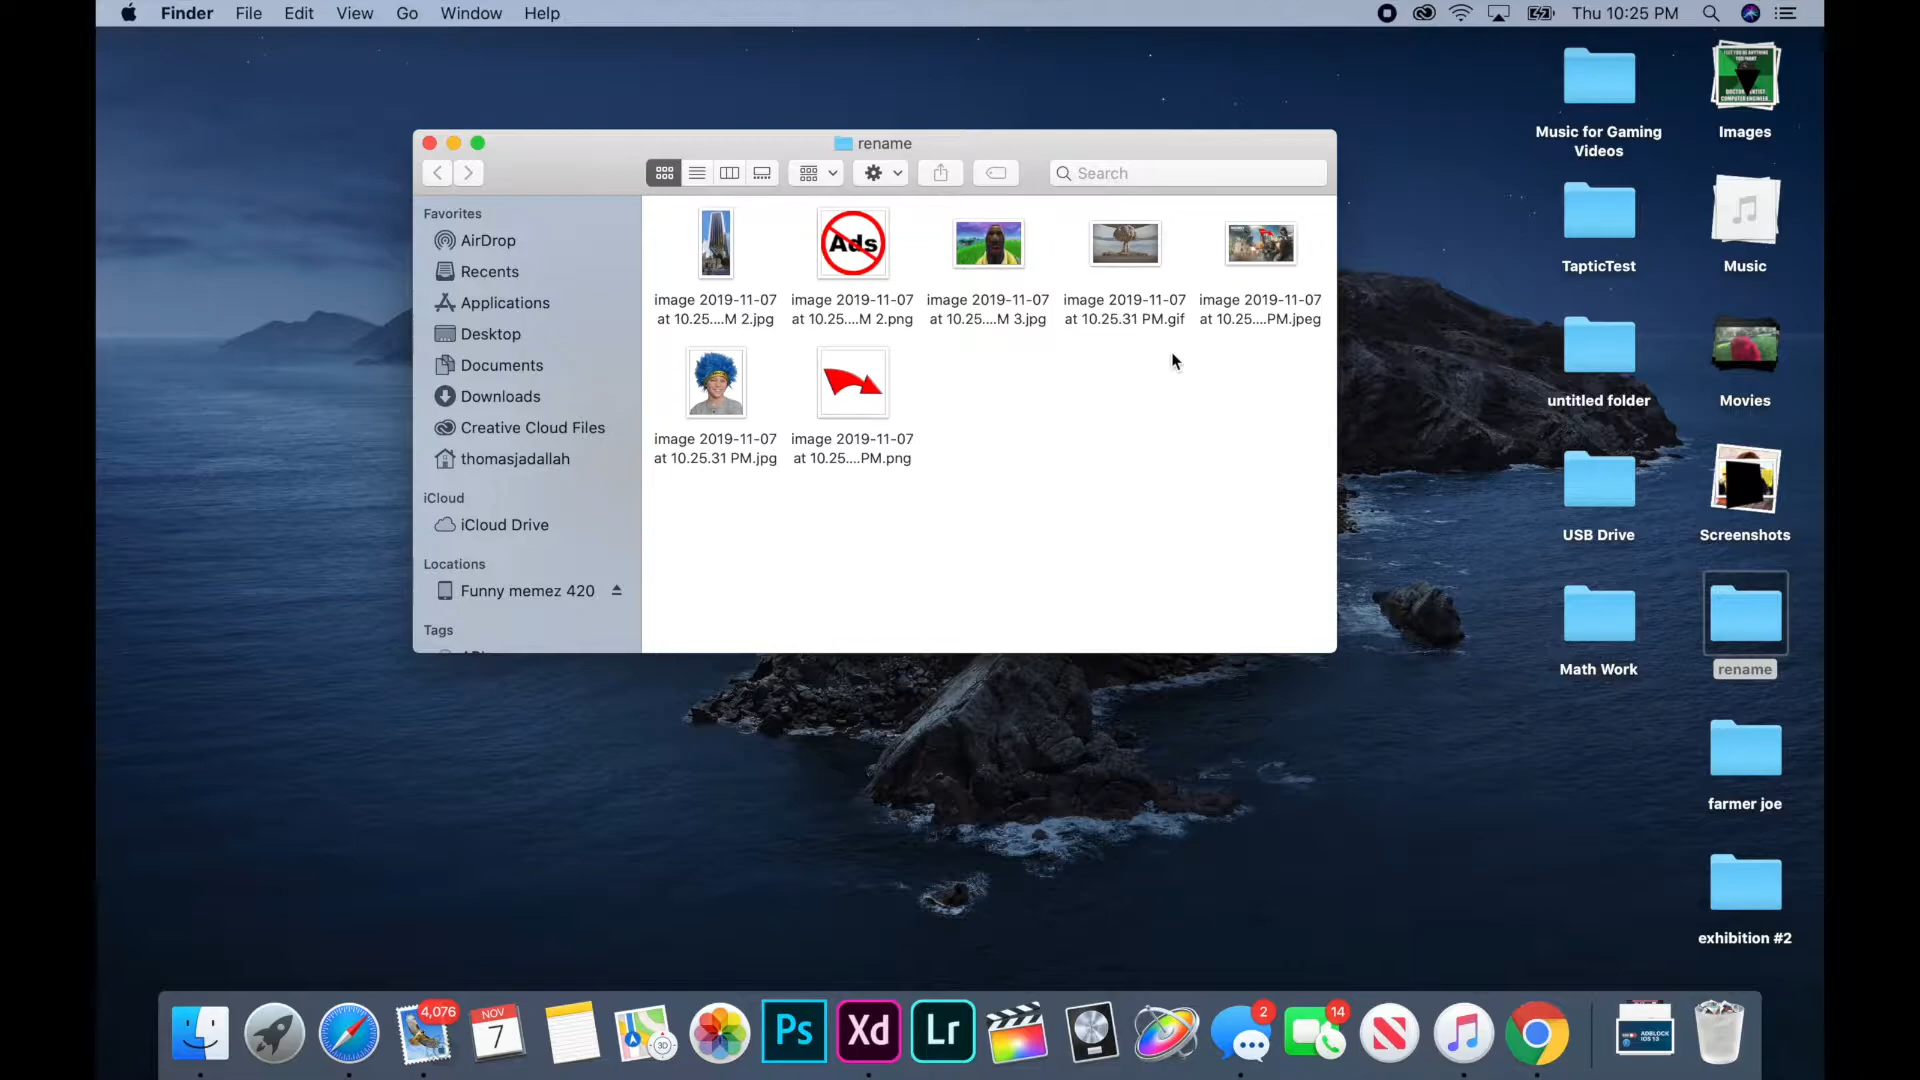 Finder File Edit View Go Window Help
Thu 10:25 PM
rename
Search
Favorites
AirDrop
Recents
Applications
Desktop
Documents
Downloads
Creative Cloud Files
thomasjadallah
iCloud
iCloud Drive
Locations
Funny memez 420
Tags
Ads
image 2019-11-07
at 10.25....M 2.jpg
image 2019-11-07
at 10.25....M 2.png
image 2019-11-07
at 10.25....M 3.jpg
image 2019-11-07
at 10.25.31 PM.gif
image 2019-11-07
at 10.25....PM.jpeg
image 2019-11-07
at 10.25.31 PM.jpg
image 2019-11-07
at 10.25....PM.png
Music for Gaming
Videos
Images
TapticTest
Music
untitled folder
Movies
USB Drive
Screenshots
Math Work
rename
farmer joe
exhibition #2
4,076
NOV
7
3D
Ps
Xd
Lr
2
14
ADBLOCK
IOS 13